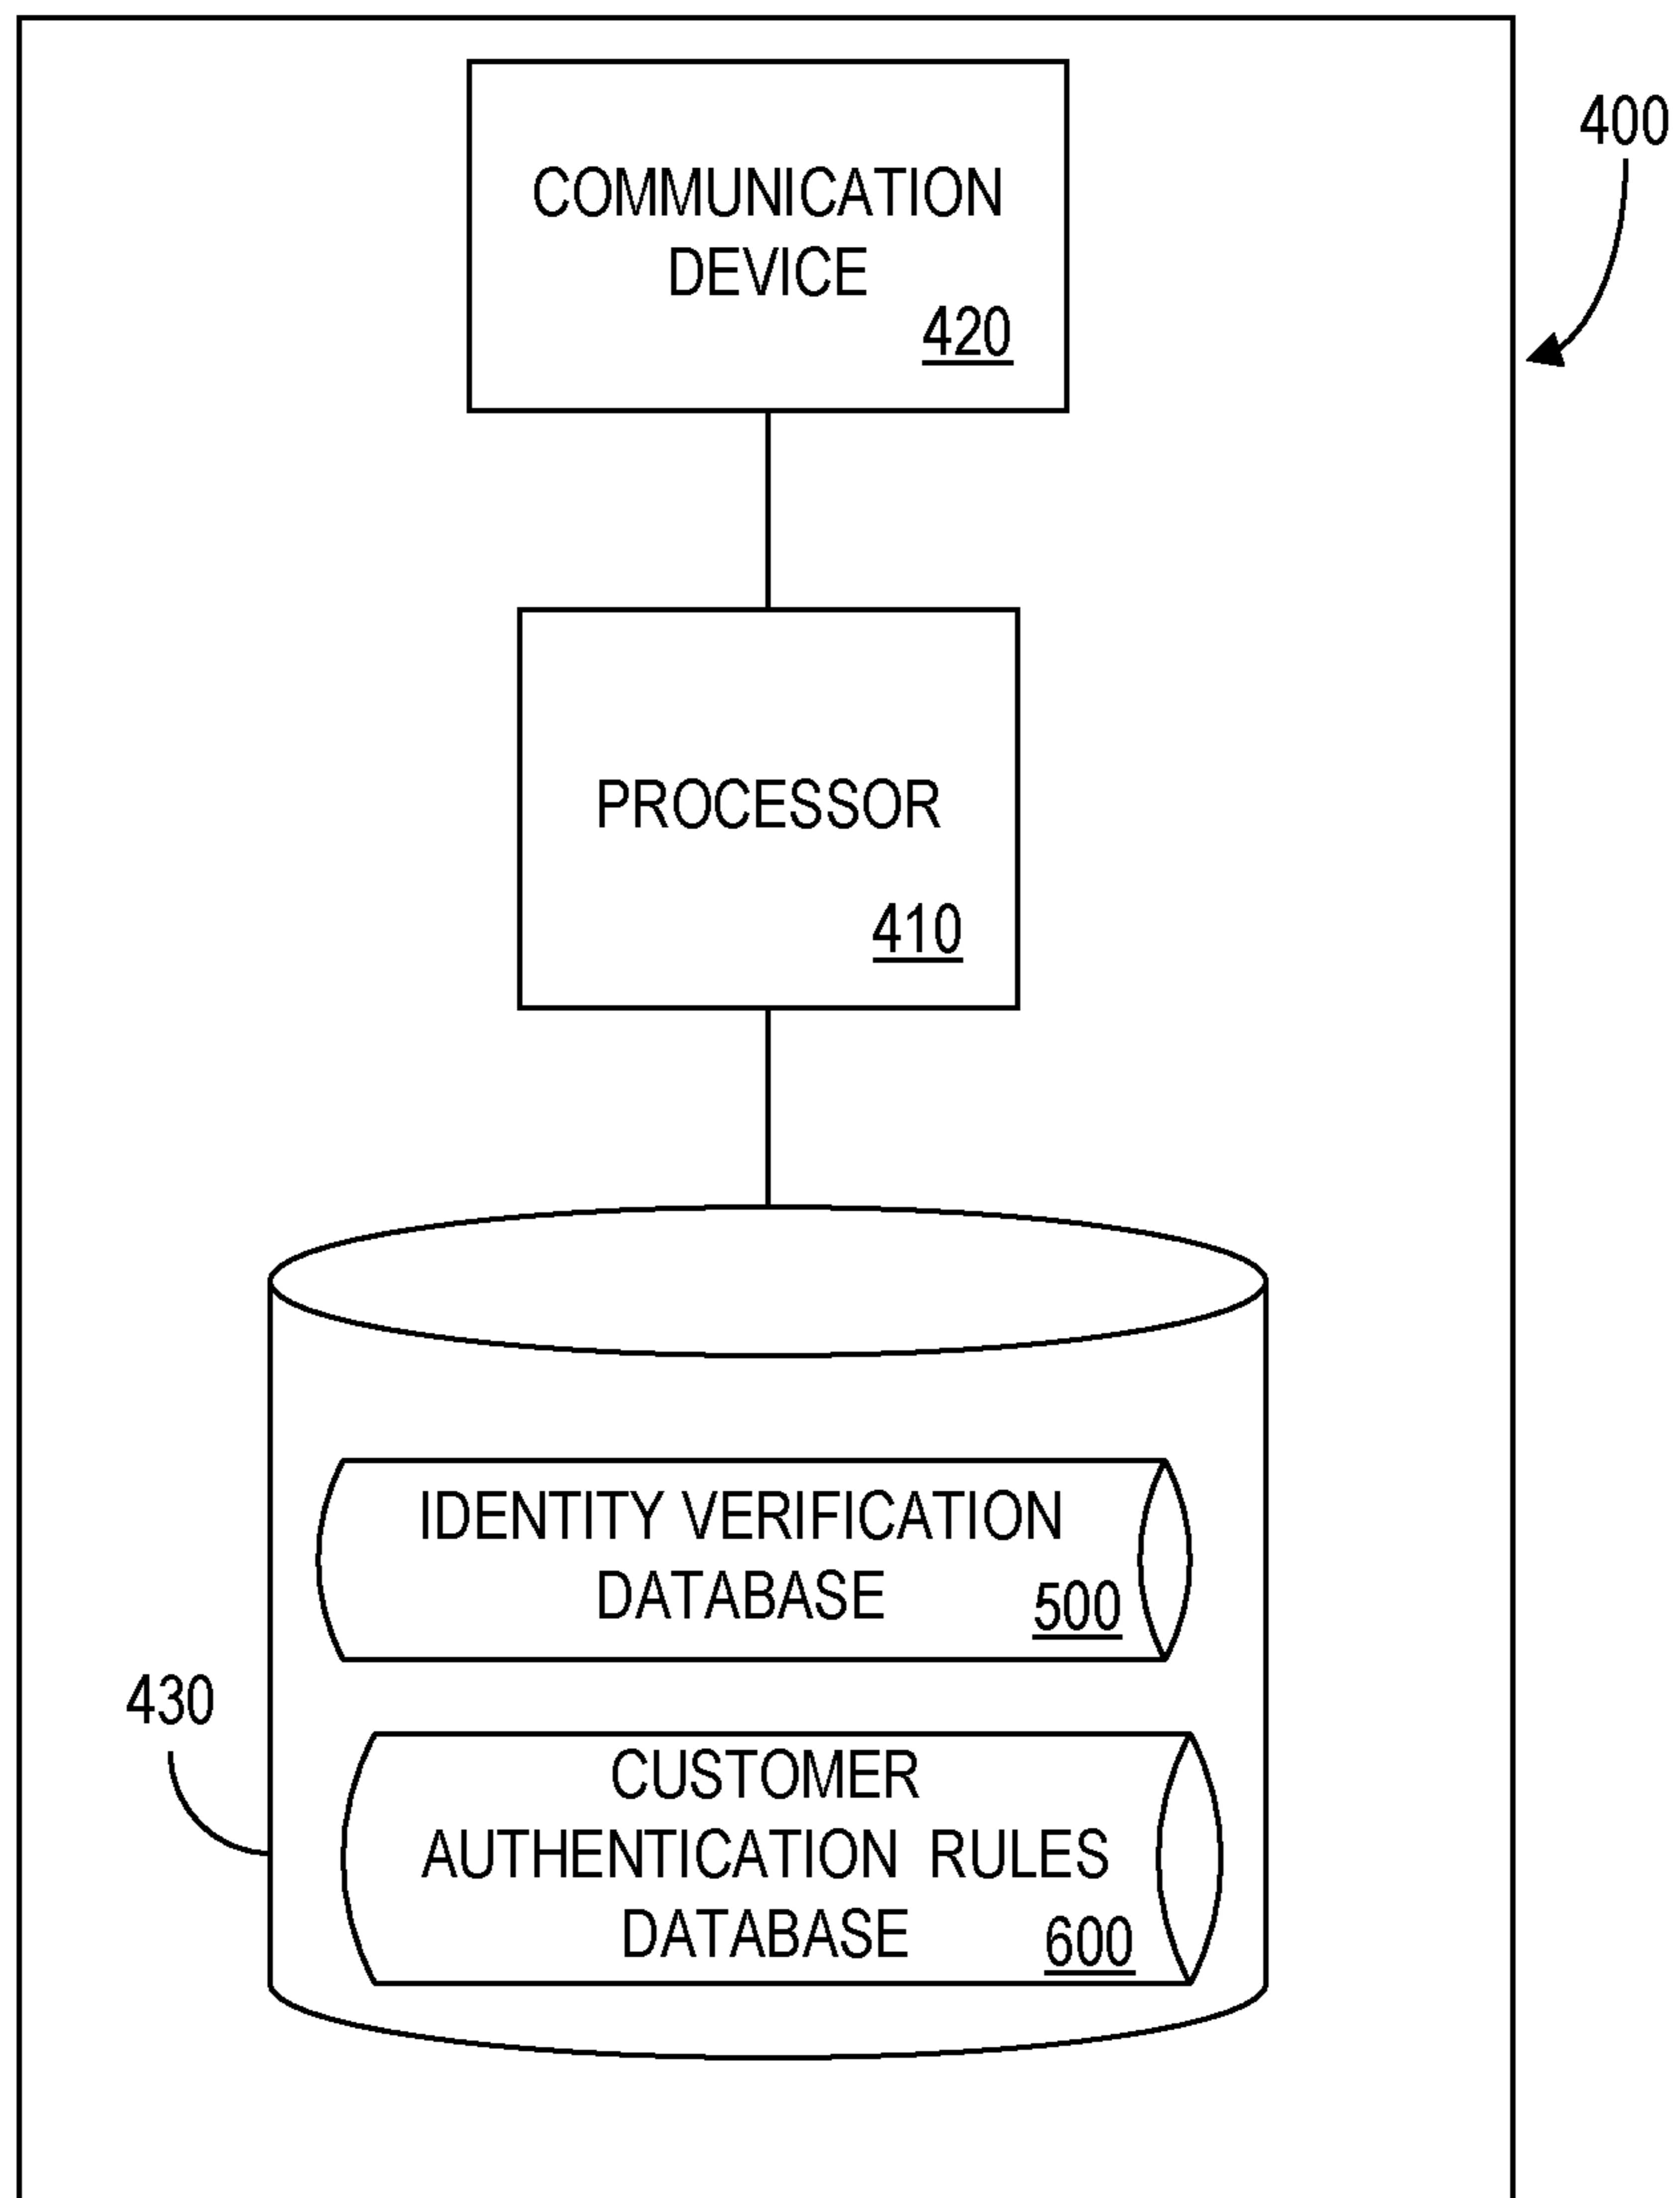 400
COMMUNICATION
DEVICE
420
PROCESSOR
410
IDENTITY VERIFICATION
DATABASE
500
430
CUSTOMER
AUTHENTICATION RULES
DATABASE
600